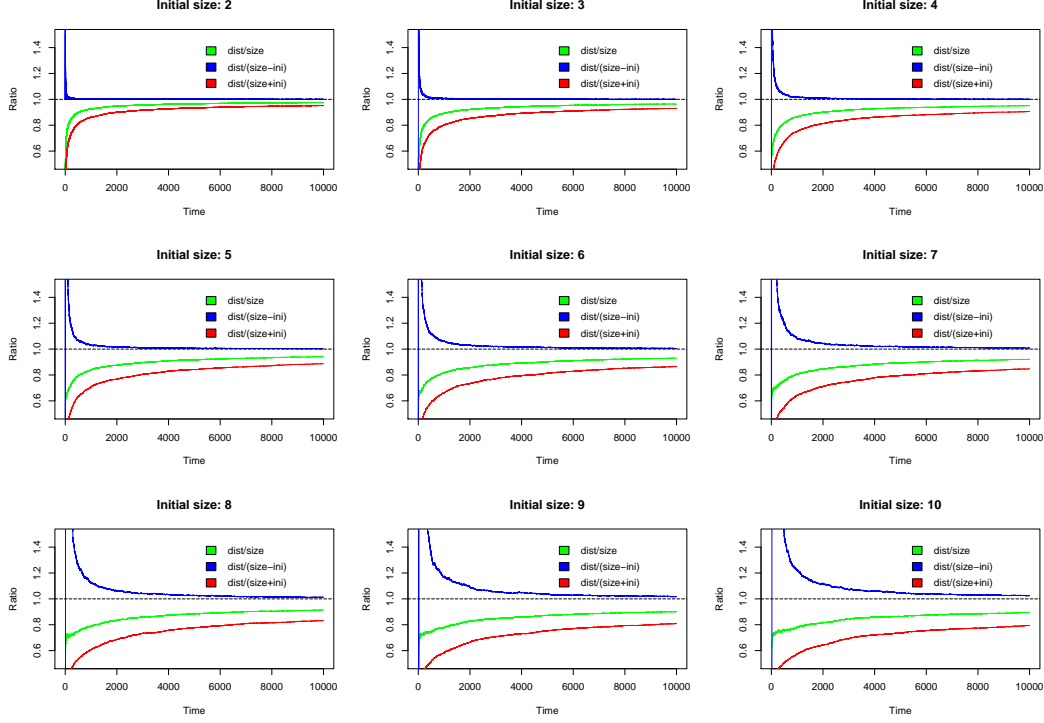 Initial size: 2
Ratio
0.6 0.8 1.0 1.2 1.4
dist/size
dist/(size−ini)
dist/(size+ini)
0 2000 4000 6000 8000 10000
Time
Initial size: 3
Ratio
0.6 0.8 1.0 1.2 1.4
dist/size
dist/(size−ini)
dist/(size+ini)
0 2000 4000 6000 8000 10000
Time
Initial size: 4
Ratio
0.6 0.8 1.0 1.2 1.4
dist/size
dist/(size−ini)
dist/(size+ini)
0 2000 4000 6000 8000 10000
Time
Initial size: 5
Ratio
0.6 0.8 1.0 1.2 1.4
dist/size
dist/(size−ini)
dist/(size+ini)
0 2000 4000 6000 8000 10000
Time
Initial size: 6
Ratio
0.6 0.8 1.0 1.2 1.4
dist/size
dist/(size−ini)
dist/(size+ini)
0 2000 4000 6000 8000 10000
Time
Initial size: 7
Ratio
0.6 0.8 1.0 1.2 1.4
dist/size
dist/(size−ini)
dist/(size+ini)
0 2000 4000 6000 8000 10000
Time
Initial size: 8
Ratio
0.6 0.8 1.0 1.2 1.4
dist/size
dist/(size−ini)
dist/(size+ini)
0 2000 4000 6000 8000 10000
Time
Initial size: 9
Ratio
0.6 0.8 1.0 1.2 1.4
dist/size
dist/(size−ini)
dist/(size+ini)
0 2000 4000 6000 8000 10000
Time
Initial size: 10
Ratio
0.6 0.8 1.0 1.2 1.4
dist/size
dist/(size−ini)
dist/(size+ini)
0 2000 4000 6000 8000 10000
Time